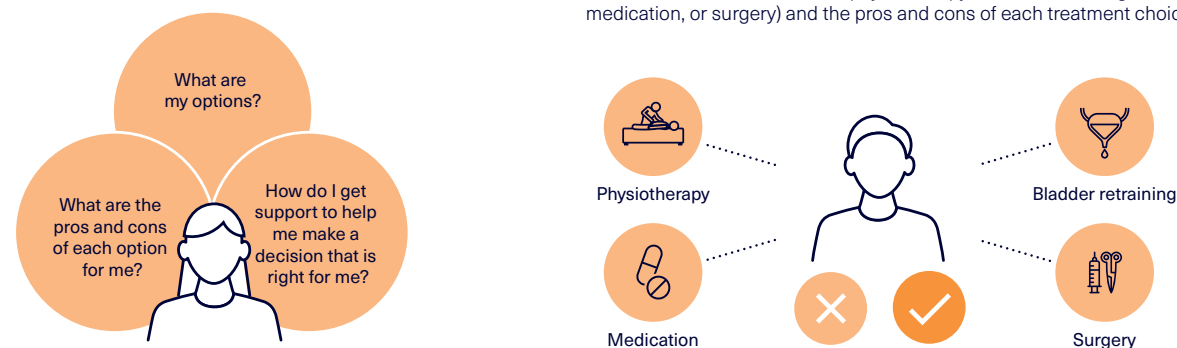 What are
my options?
What are the
pros and cons
of each option
for me?
How do I get
support to help
me make a
decision that is
right for me?
medication, or surgery) and the pros and cons of each treatment
Physiotherapy
Bladder retraining
Medication
Surgery